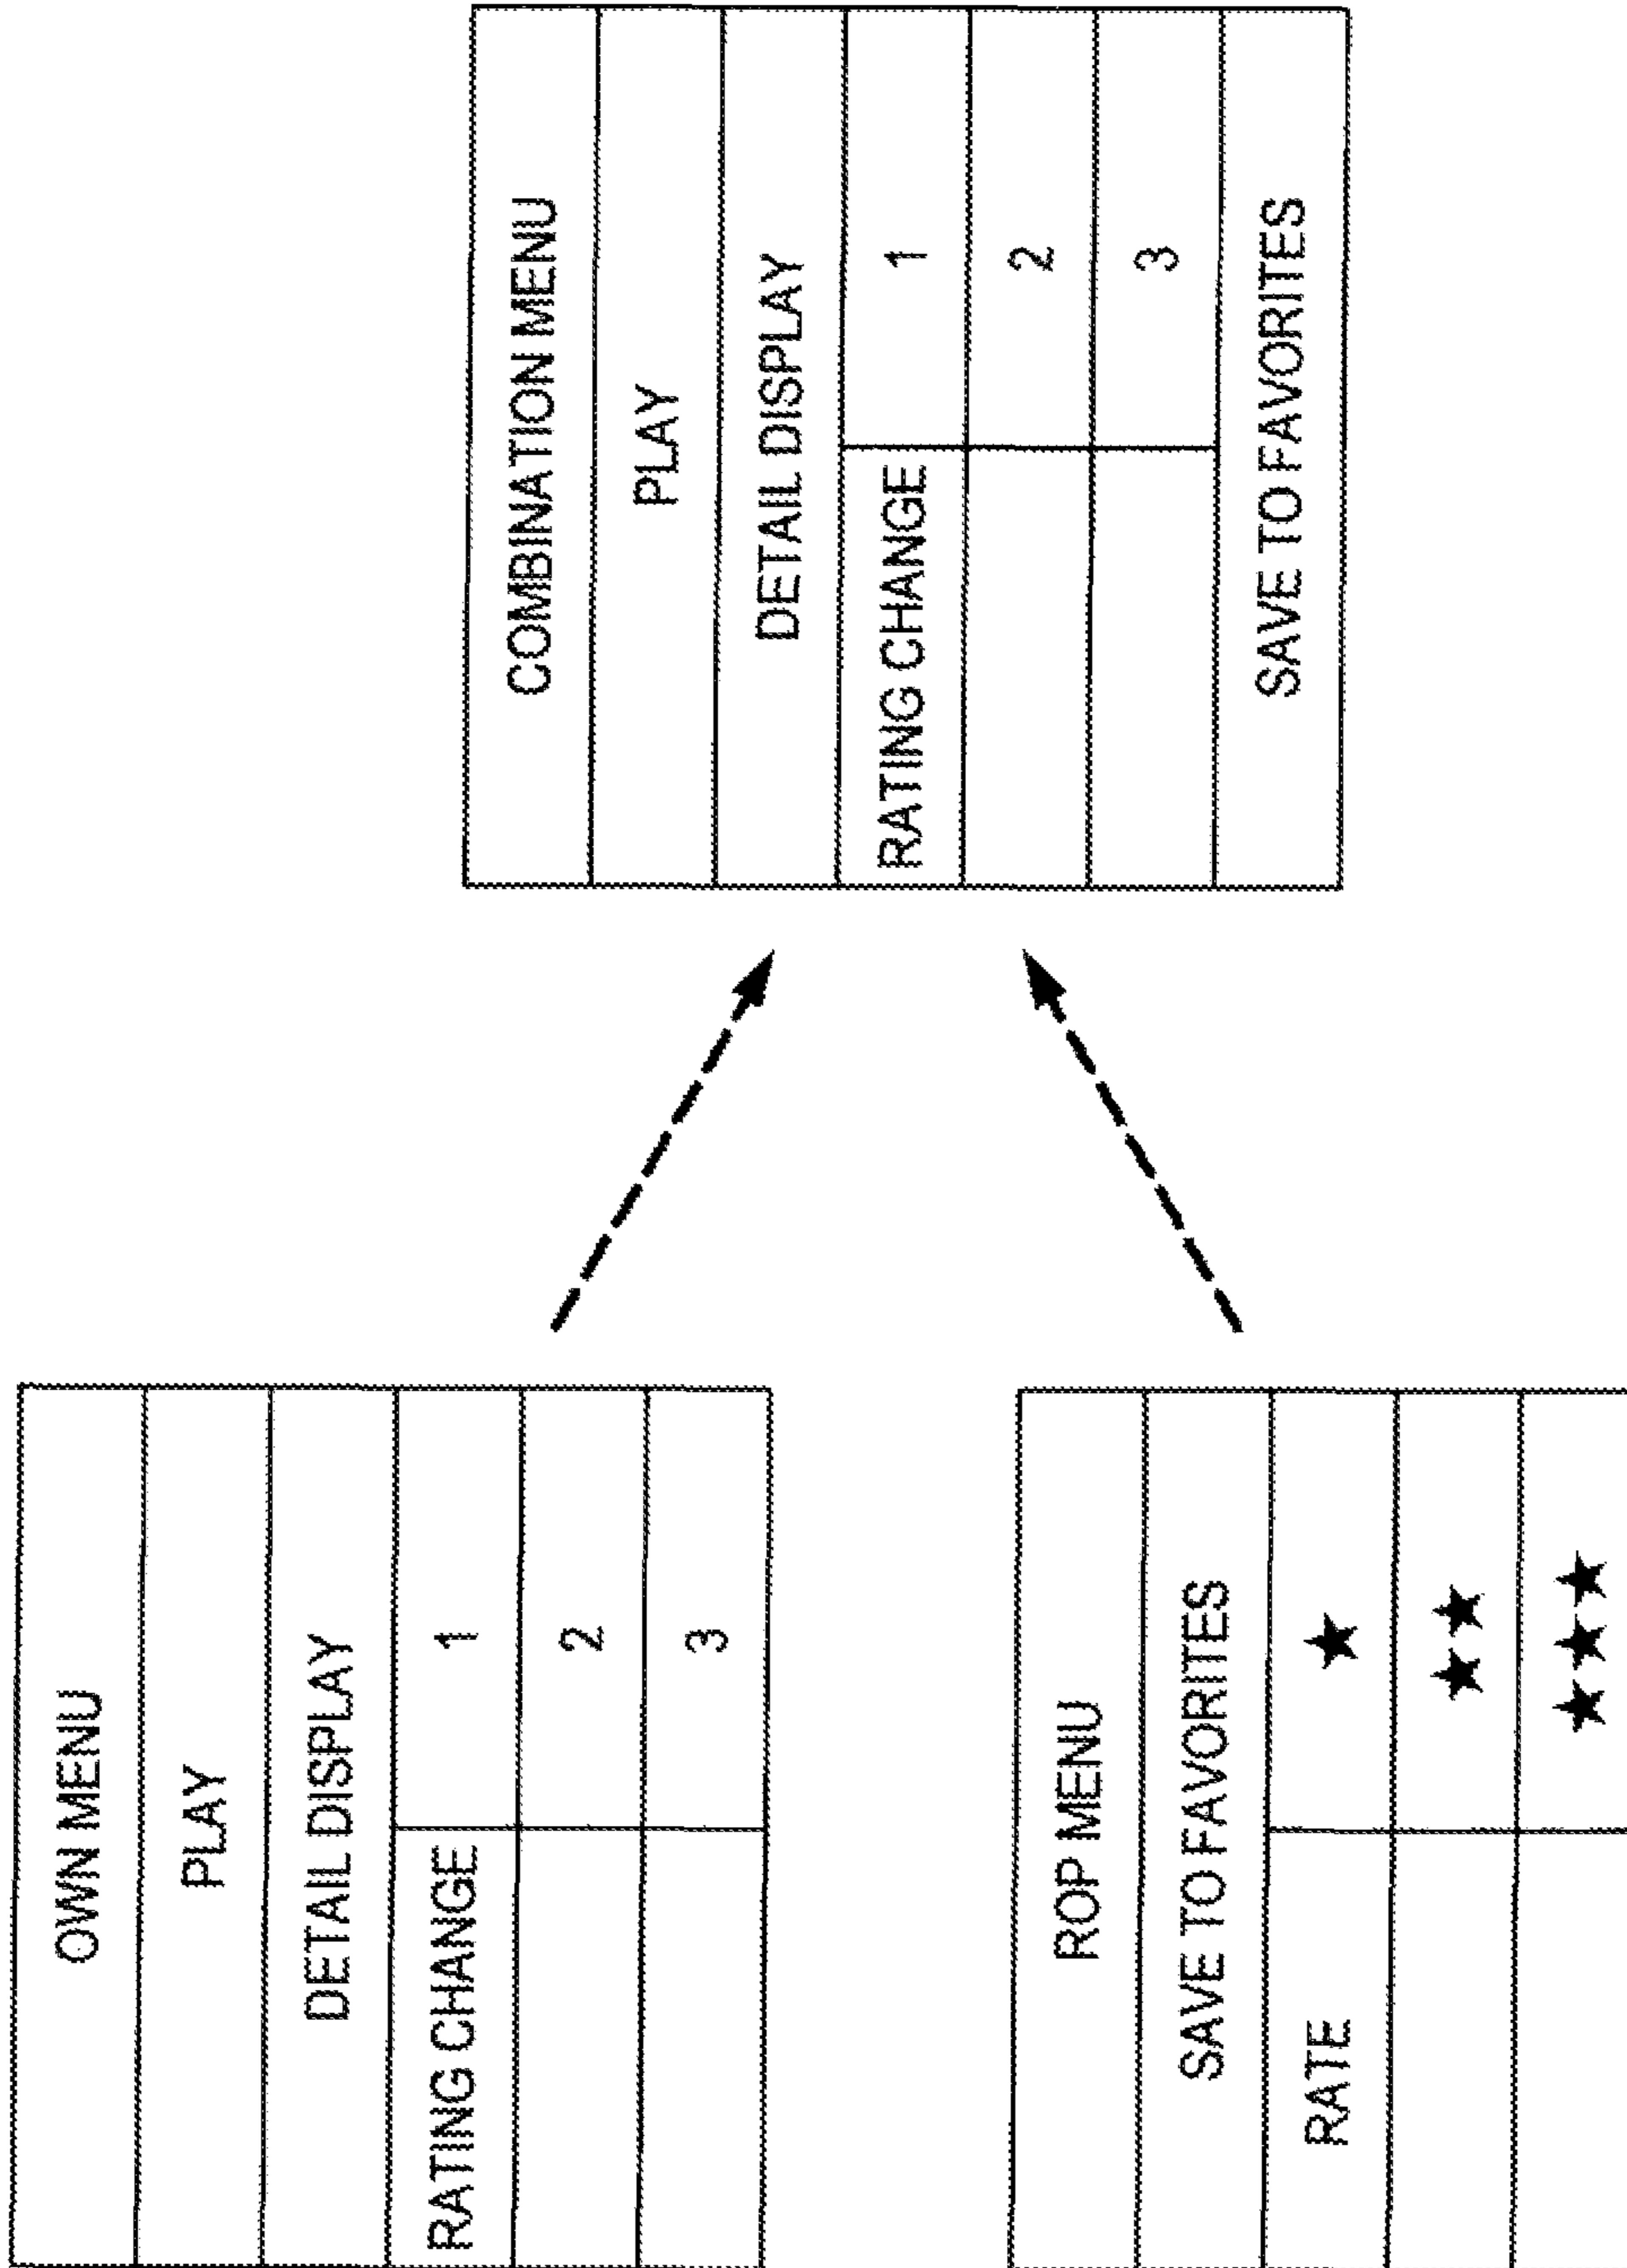 OWN MENU
PLAY
DETAIL DISPLAY
RATING CHANGE 1
2
3
ROP MENU
SAVE TO FAVORITES
RATE ★
★★
★★★
COMBINATION MENU
PLAY
DETAIL DISPLAY
RATING CHANGE 1
2
3
SAVE TO FAVORITES